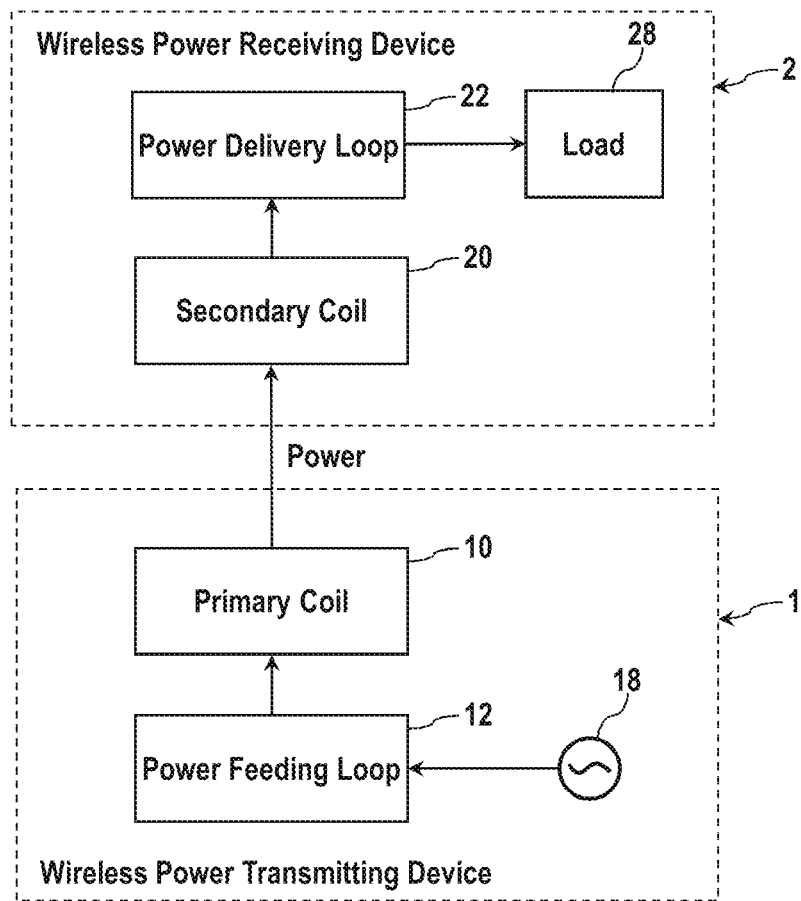 Wireless Power Receiving Device
28
2
22
Power Delivery Loop
Load
20
Secondary Coil
Power
10
Primary Coil
1
18
12
Power Feeding Loop
Wireless Power Transmitting Device